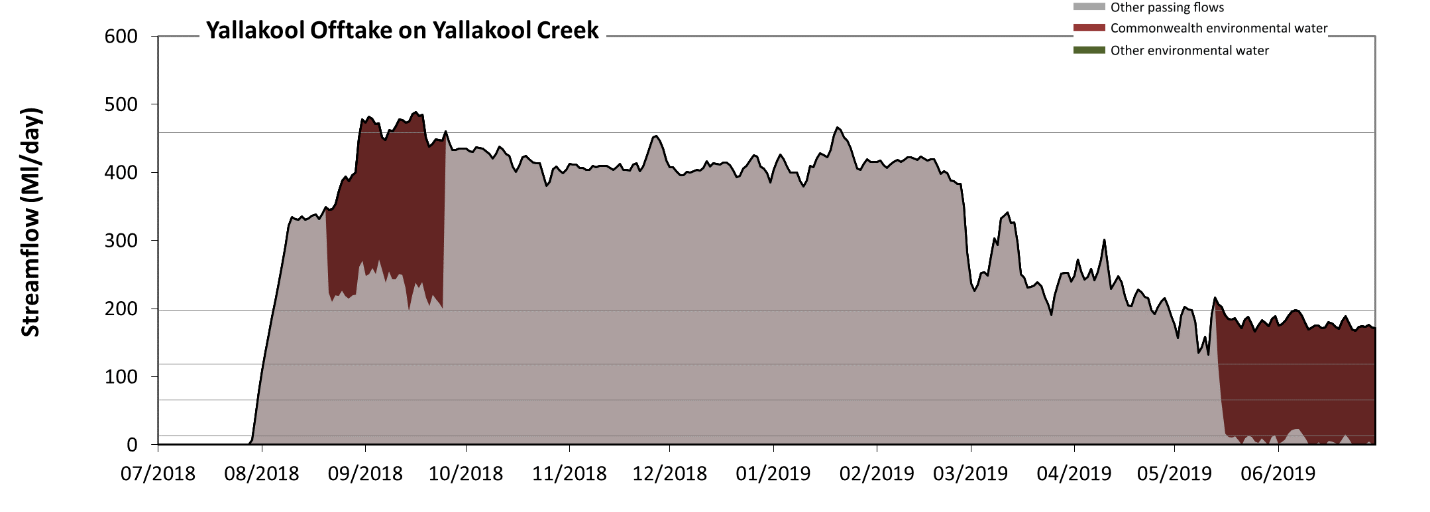 Other passing flows
Yallakool Offtake on Yallakool Creek
Commonwealth environmental water
Other environmental water
Streamflow (Ml/day)
600
500
400
300
200
100
0
07/2018 08/2018 09/2018 10/2018 11/2018 12/2018 01/2019 02/2019 03/2019 04/2019 05/2019 06/2019